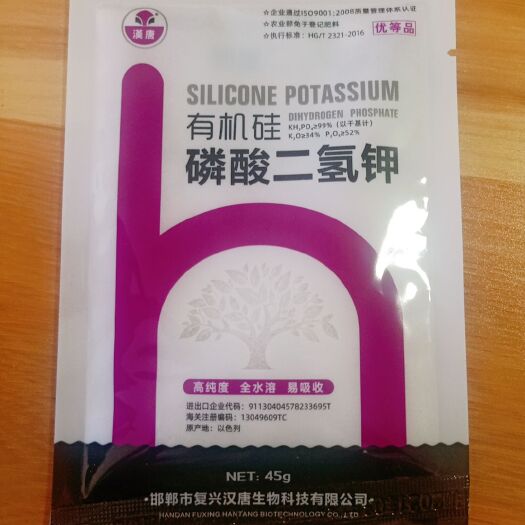 漢唐
☆企业通过ISO9001:2008质量管理体系认证
☆农业部免于登记肥料
☆执行标准：HG/T 2321-2016
优等品
SILICONE POTASSIUM
DIHYDROGEN PHOSPHATE
有机硅
KH₂PO₄≥99%（以干基计）
K₂O≥34% P₂O₅≥52%
磷酸二氢钾
高纯度 全水溶 易吸收
进出口企业代码：91130404578233695T
海关注册编码：13049609TC
原产地：以色列
NET: 45g
·邯郸市复兴汉唐生物科技有限公司·
HANDAN FUXING HANTANG BIOTECHNOLOGY CO.,LTD